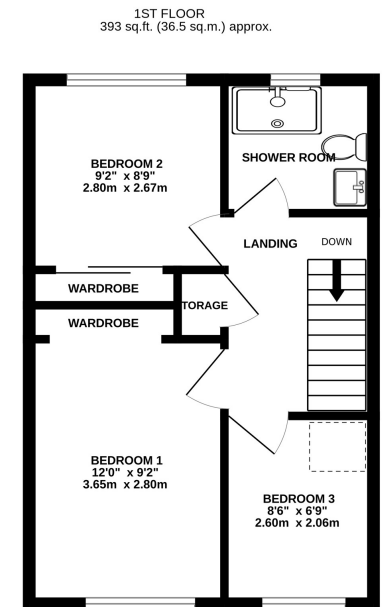 1ST FLOOR
393 sq.ft. (36.5 sq.m.) approx.
BEDROOM 2
9'2" x 8'9"
2.80m x 2.67m
SHOWER ROOM
LANDING
DOWN
WARDROBE
TORAGE
WARDROBE
BEDROOM 1
12'0" x 9'2"
3.65m x 2.80m
BEDROOM 3
8'6" x 6'9"
2.60m x 2.06m